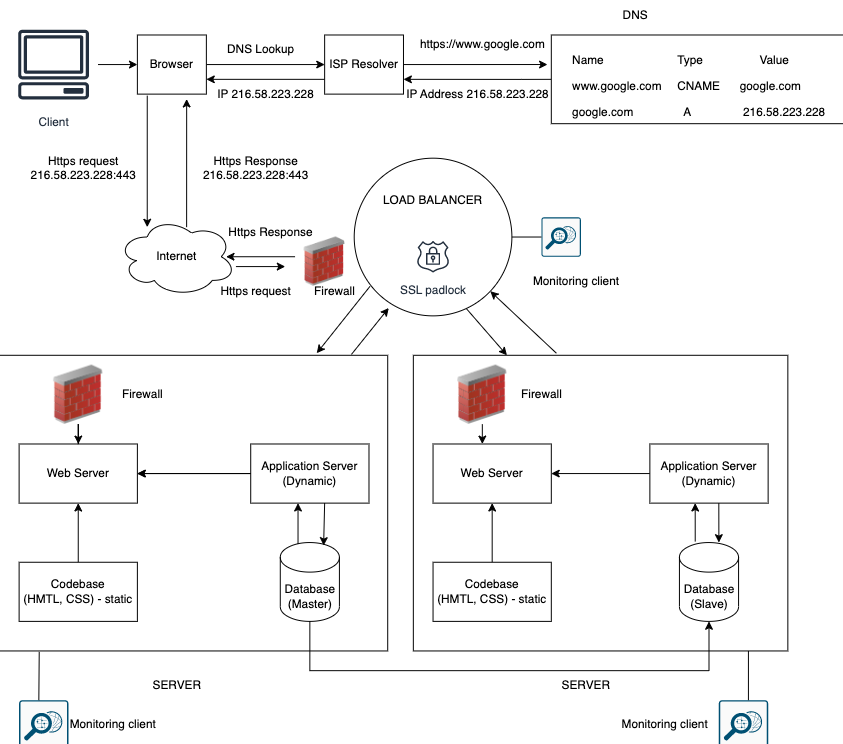 DNS
https://www.google.com
DNS Lookup
Browser
ISP Resolver
Name Type Value
www.google.com CNAME google.com
google.com A 216.58.223.228
IP 216.58.223.228
IP Address 216.58.223.228
Client
Https request
216.58.223.228:443
Https Response
216.58.223.228:443
LOAD BALANCER
SSL padlock
Https Response
Internet
Https request
Firewall
Monitoring client
Firewall
Web Server
Application Server
(Dynamic)
Codebase
(HMTL, CSS) - static
Database
(Master)
Firewall
Web Server
Application Server
(Dynamic)
Codebase
(HMTL, CSS) - static
Database
(Slave)
SERVER
SERVER
Monitoring client
Monitoring client